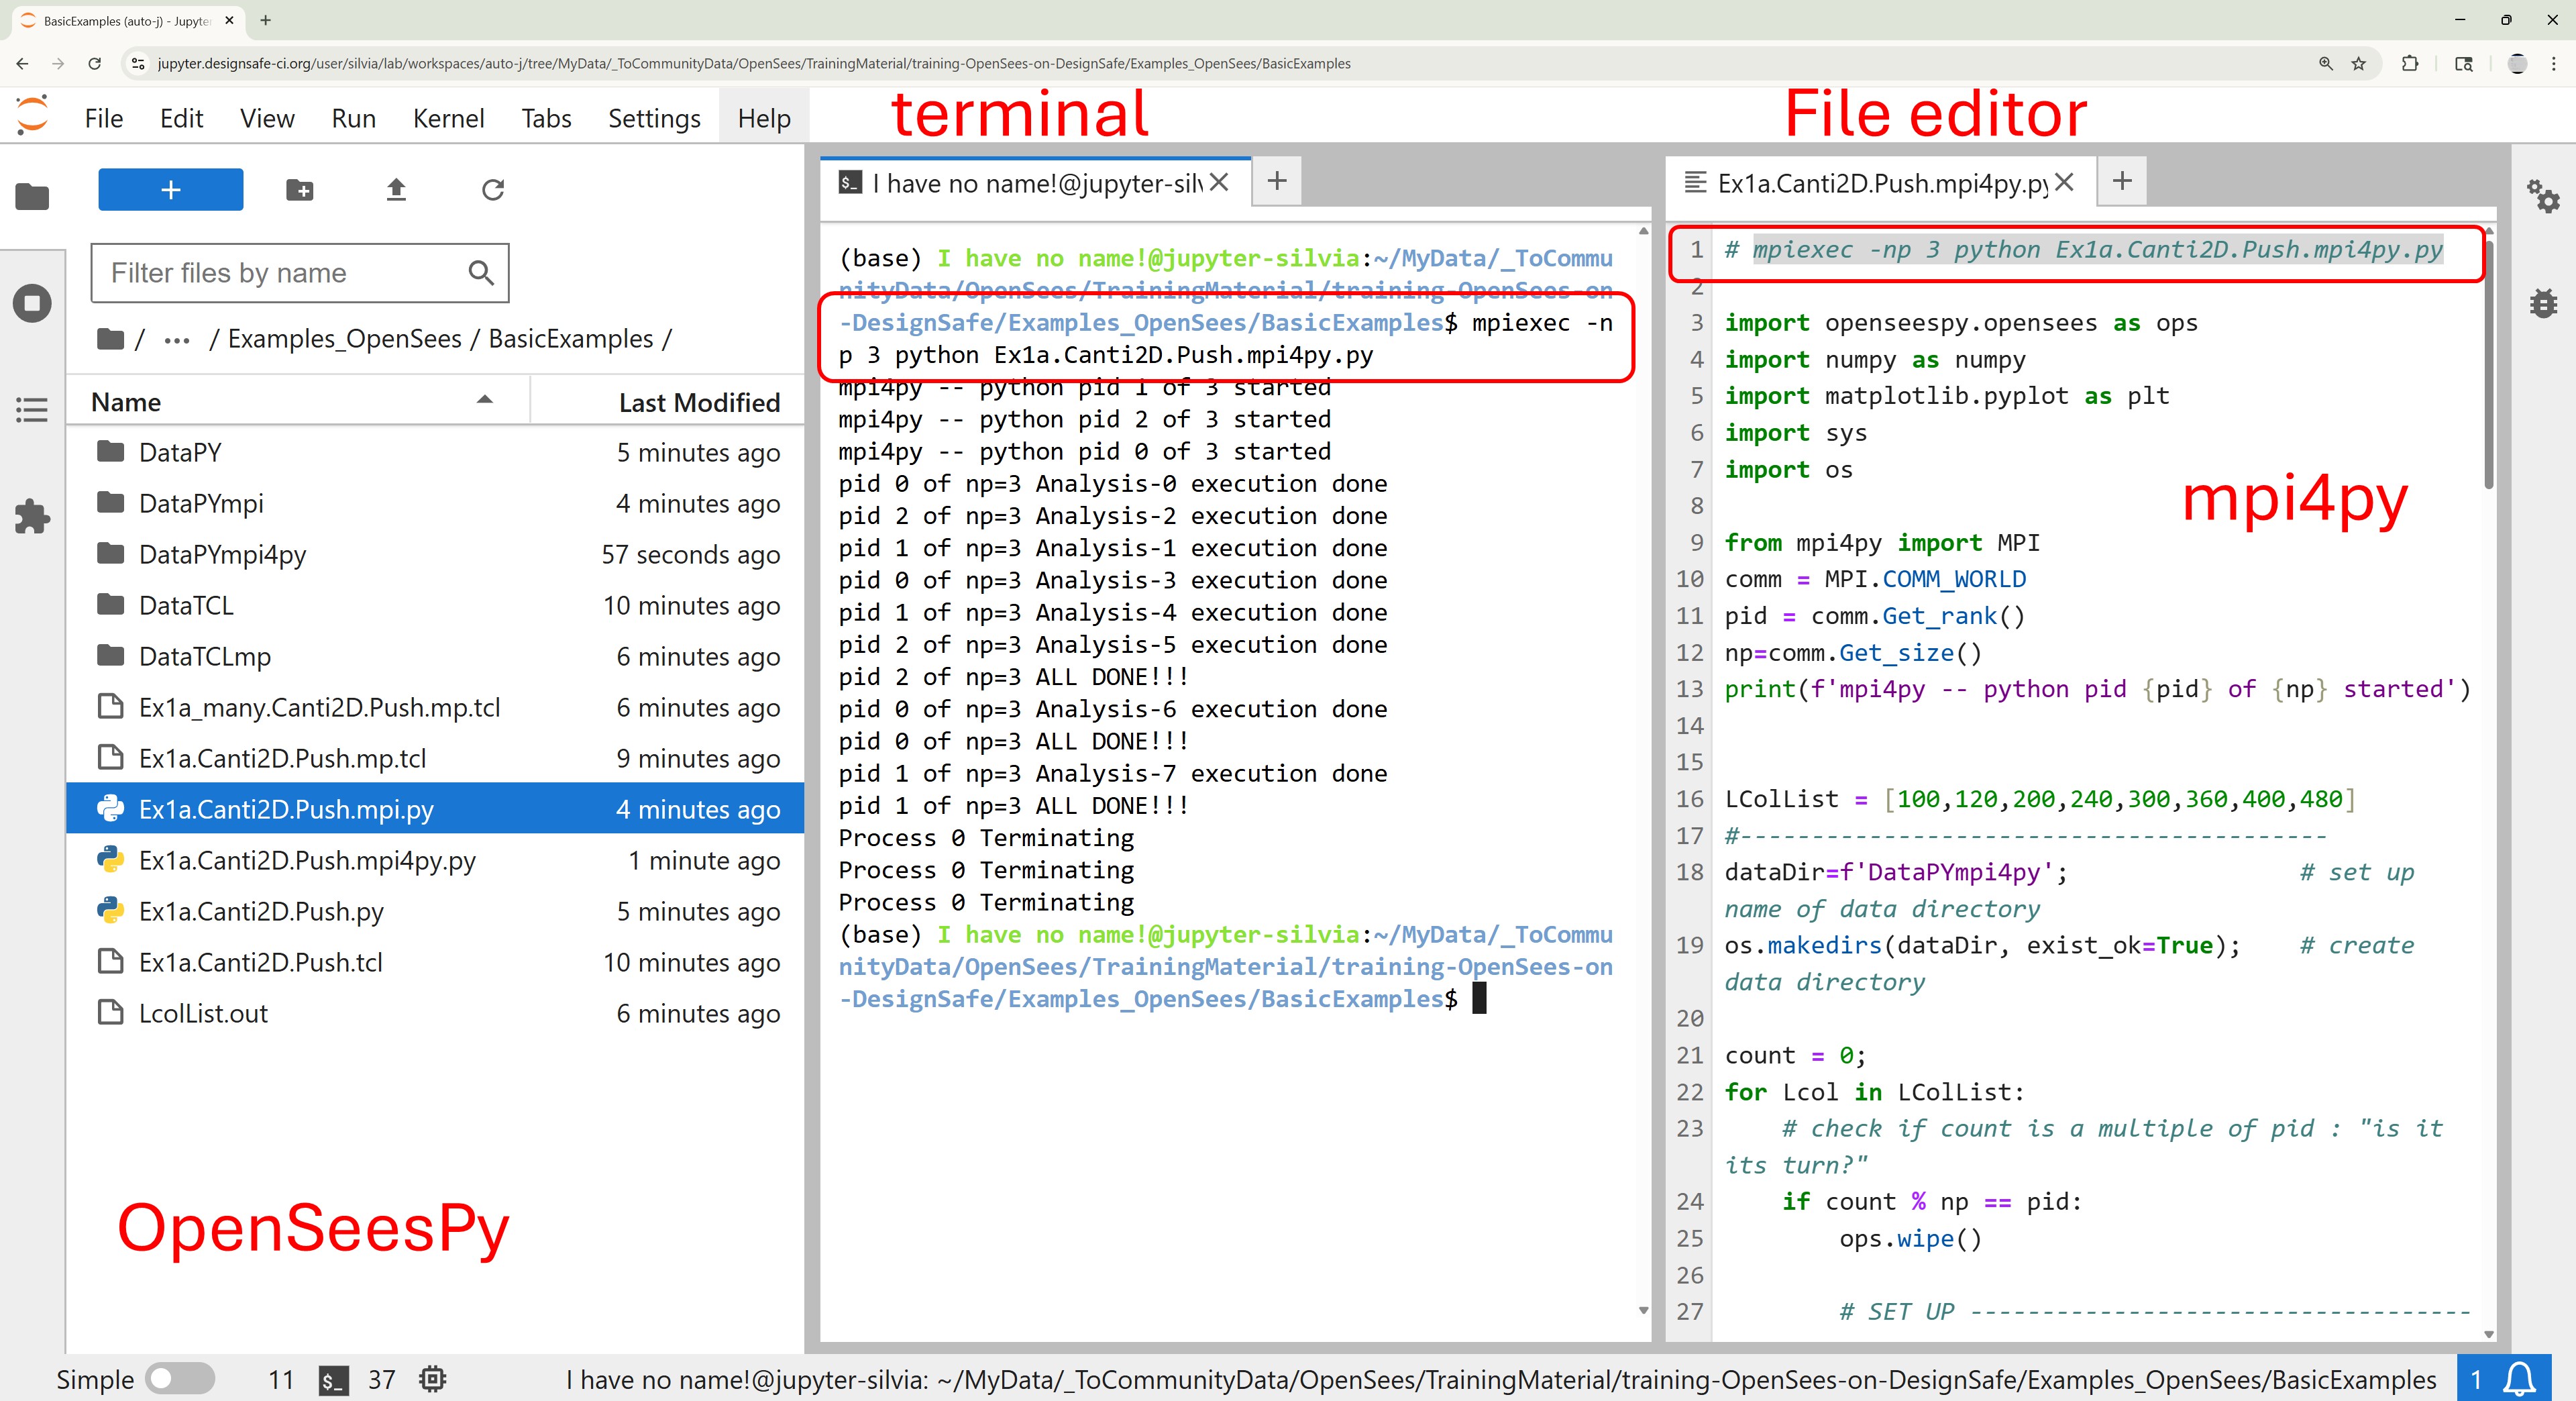 BasicExamples (auto-j) - Jupyter
jupyter.designsafe-ci.org/user/silvia/lab/workspaces/auto-j/tree/MyData/_ToCommunityData/OpenSees/TrainingMaterial/training-OpenSees-on-DesignSafe/Examples_OpenSees/BasicExamples
File Edit View Run Kernel Tabs Settings Help
terminal
File editor
Filter files by name
/ ... / Examples_OpenSees / BasicExamples /
Name Last Modified
DataPY 5 minutes ago
DataPYmpi 4 minutes ago
DataPYmpi4py 57 seconds ago
DataTCL 10 minutes ago
DataTCLmp 6 minutes ago
Ex1a_many.Canti2D.Push.mp.tcl 6 minutes ago
Ex1a.Canti2D.Push.mp.tcl 9 minutes ago
Ex1a.Canti2D.Push.mpi.py 4 minutes ago
Ex1a.Canti2D.Push.mpi4py.py 1 minute ago
Ex1a.Canti2D.Push.py 5 minutes ago
Ex1a.Canti2D.Push.tcl 10 minutes ago
LcolList.out 6 minutes ago
OpenSeesPy
I have no name!@jupyter-silv
(base) I have no name!@jupyter-silvia:~/MyData/_ToCommu
nityData/OpenSees/TrainingMaterial/training-OpenSees-on
-DesignSafe/Examples_OpenSees/BasicExamples$ mpiexec -n
p 3 python Ex1a.Canti2D.Push.mpi4py.py
mpi4py -- python pid 1 of 3 started
mpi4py -- python pid 2 of 3 started
mpi4py -- python pid 0 of 3 started
pid 0 of np=3 Analysis-0 execution done
pid 2 of np=3 Analysis-2 execution done
pid 1 of np=3 Analysis-1 execution done
pid 0 of np=3 Analysis-3 execution done
pid 1 of np=3 Analysis-4 execution done
pid 2 of np=3 Analysis-5 execution done
pid 2 of np=3 ALL DONE!!!
pid 0 of np=3 Analysis-6 execution done
pid 0 of np=3 ALL DONE!!!
pid 1 of np=3 Analysis-7 execution done
pid 1 of np=3 ALL DONE!!!
Process 0 Terminating
Process 0 Terminating
Process 0 Terminating
(base) I have no name!@jupyter-silvia:~/MyData/_ToCommu
nityData/OpenSees/TrainingMaterial/training-OpenSees-on
-DesignSafe/Examples_OpenSees/BasicExamples$
Ex1a.Canti2D.Push.mpi4py.py
1 # mpiexec -np 3 python Ex1a.Canti2D.Push.mpi4py.py
2
3 import openseespy.opensees as ops
4 import numpy as numpy
5 import matplotlib.pyplot as plt
6 import sys
7 import os
mpi4py
8
9 from mpi4py import MPI
10 comm = MPI.COMM_WORLD
11 pid = comm.Get_rank()
12 np=comm.Get_size()
13 print(f'mpi4py -- python pid {pid} of {np} started')
14
15
16 LColList = [100,120,200,240,300,360,400,480]
17 #-----------------------------------------
18 dataDir=f'DataPYmpi4py'; # set up
name of data directory
19 os.makedirs(dataDir, exist_ok=True); # create
data directory
20
21 count = 0;
22 for Lcol in LColList:
23 # check if count is a multiple of pid : "is it
its turn?"
24 if count % np == pid:
25 ops.wipe()
26
27 # SET UP -----------------------------------
Simple 11 $_ 37 I have no name!@jupyter-silvia: ~/MyData/_ToCommunityData/OpenSees/TrainingMaterial/training-OpenSees-on-DesignSafe/Examples_OpenSees/BasicExamples 1